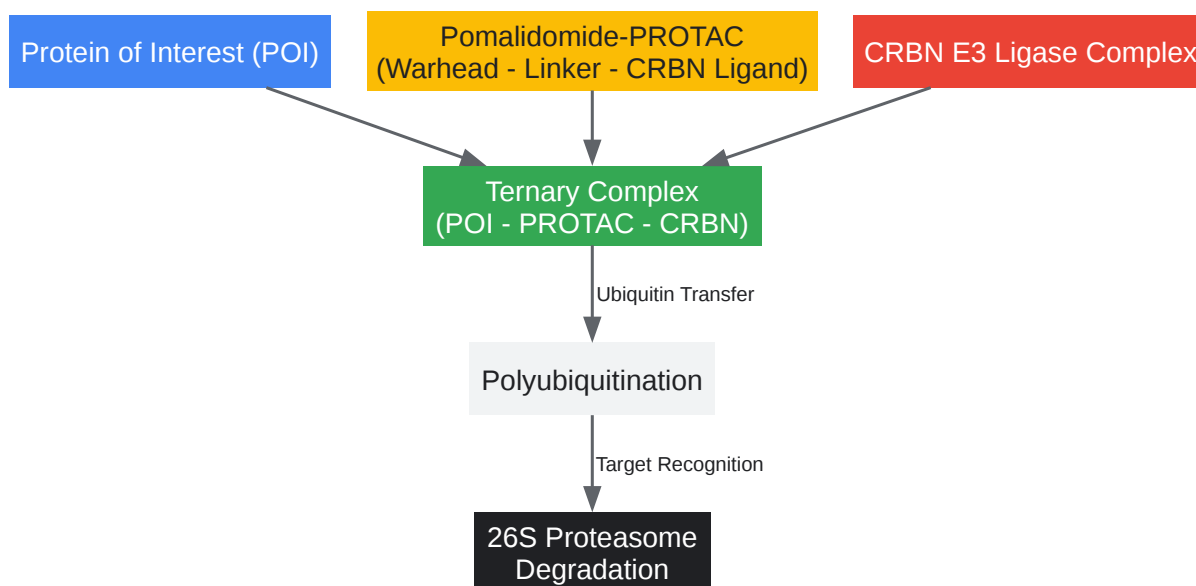 Protein of Interest (POI)
Pomalidomide-PROTAC
(Warhead - Linker - CRBN Ligand)
CRBN E3 Ligase Complex
Ternary Complex
(POI - PROTAC - CRBN)
Ubiquitin Transfer
Polyubiquitination
Target Recognition
26S Proteasome
Degradation